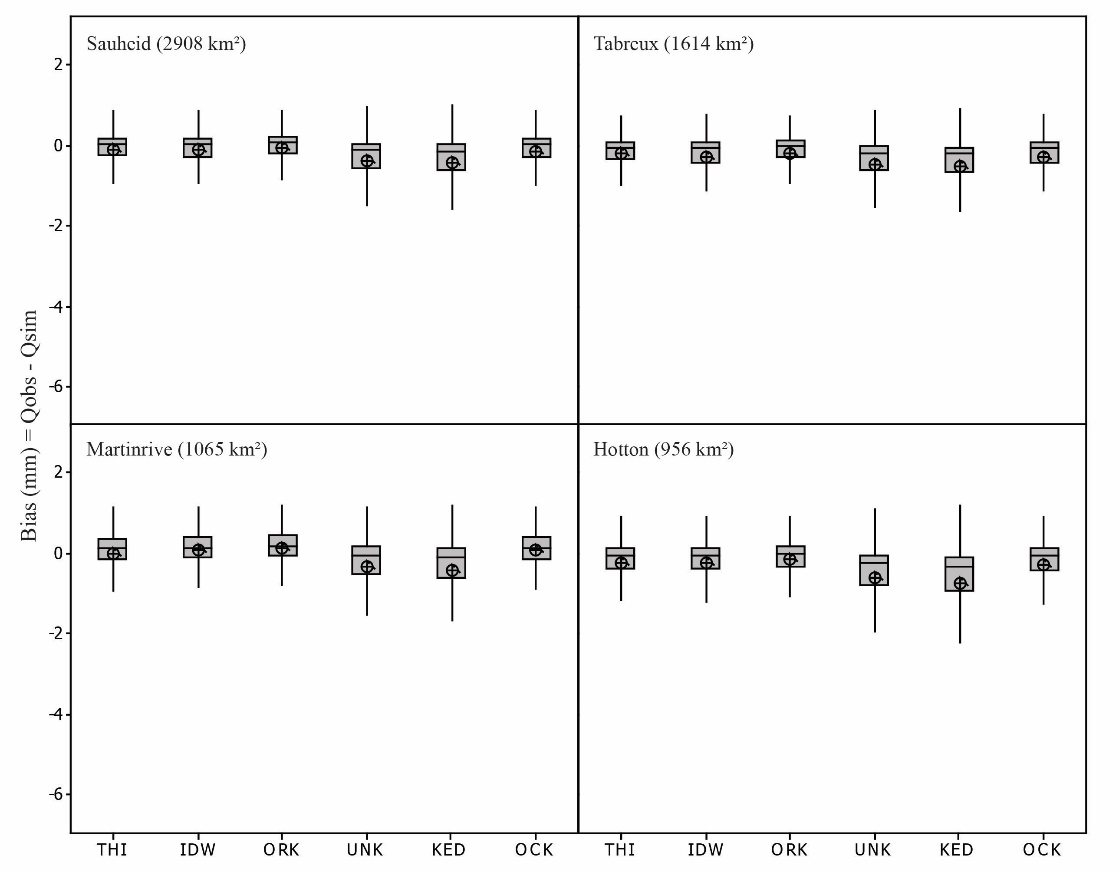 Sauhcid (2908 km²)
Tabrcux (1614 km²)
2
0
-2
-4
-6
Bias (mm) = Qobs - Qsim
Martinrive (1065 km²)
Hotton (956 km²)
2
0
-2
-4
-6
THI IDW ORK UNK KED OCK THI IDW ORK UNK KED OCK